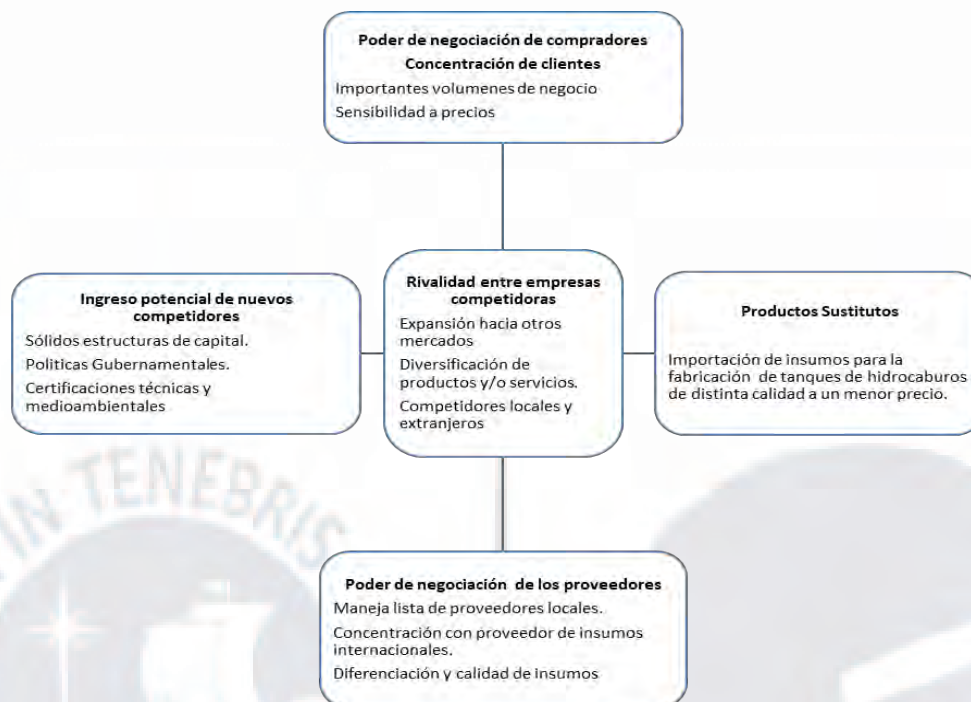 Poder de negociación de compradores
Concentración de clientes
Importantes volumenes de negocio
Sensibilidad a precios
Ingreso potencial de nuevos
competidores
Sólidos estructuras de capital.
Politicas Gubernamentales.
Certificaciones técnicas y
medioambientales
Rivalidad entre empresas
competidoras
Expansión hacia otros
mercados
Diversificación de
productos y/o servicios.
Competidores locales y
extranjeros
Productos Sustitutos
Importación de insumos para la
fabricación de tanques de hidrocaburos
de distinta calidad a un menor precio.
Poder de negociación de los proveedores
Maneja lista de proveedores locales.
Concentración con proveedor de insumos
internacionales.
Diferenciación y calidad de insumos
IN TENEBRIS